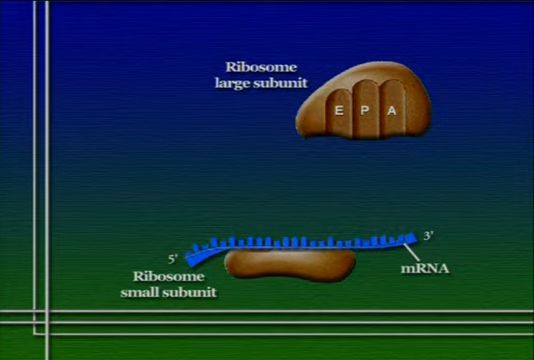 Ribosome
large subunit
E P A
3'
5'
mRNA
Ribosome
small subunit